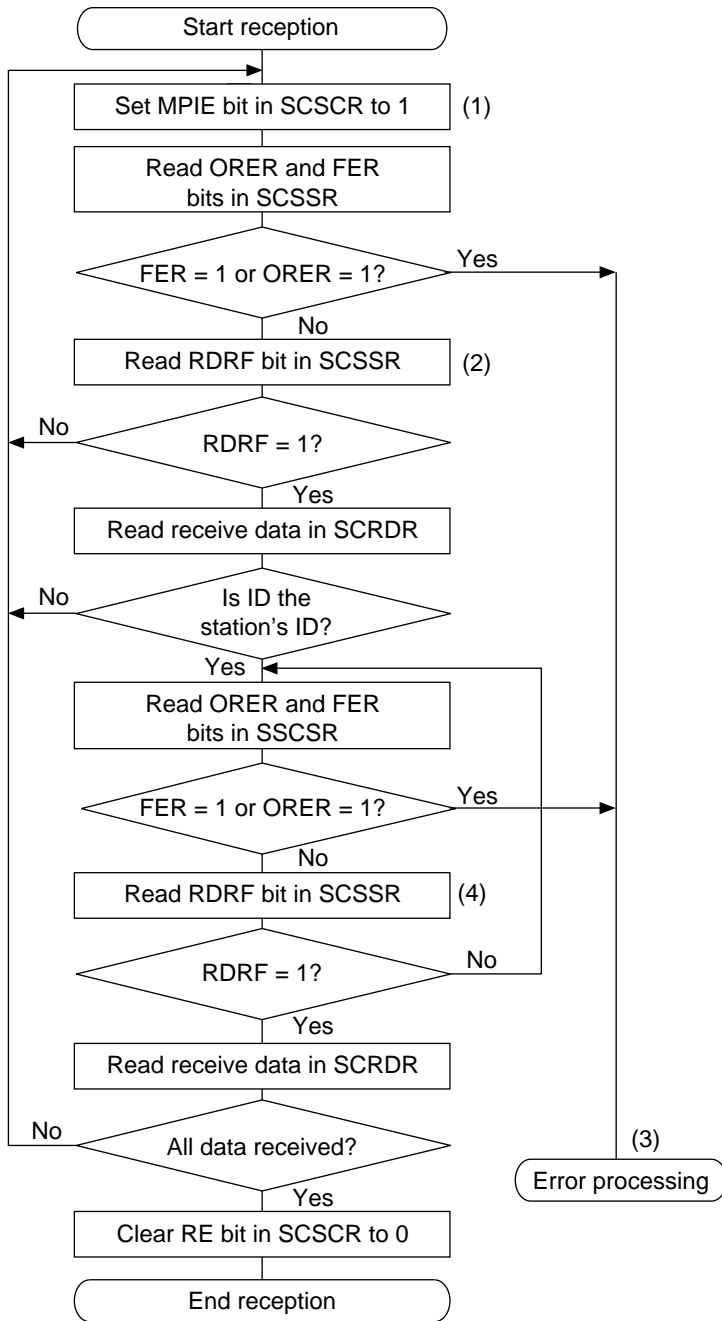 Start reception
Set MPIE bit in SCSCR to 1
(1)
Read ORER and FER
bits in SCSSR
FER = 1 or ORER = 1?
Yes
No
Read RDRF bit in SCSSR
(2)
No
RDRF = 1?
Yes
Read receive data in SCRDR
No
Is ID the
station's ID?
Yes
Read ORER and FER
bits in SSCSR
FER = 1 or ORER = 1?
Yes
No
Read RDRF bit in SCSSR
(4)
RDRF = 1?
No
Yes
Read receive data in SCRDR
No
All data received?
(3)
Error processing
Yes
Clear RE bit in SCSCR to 0
End reception